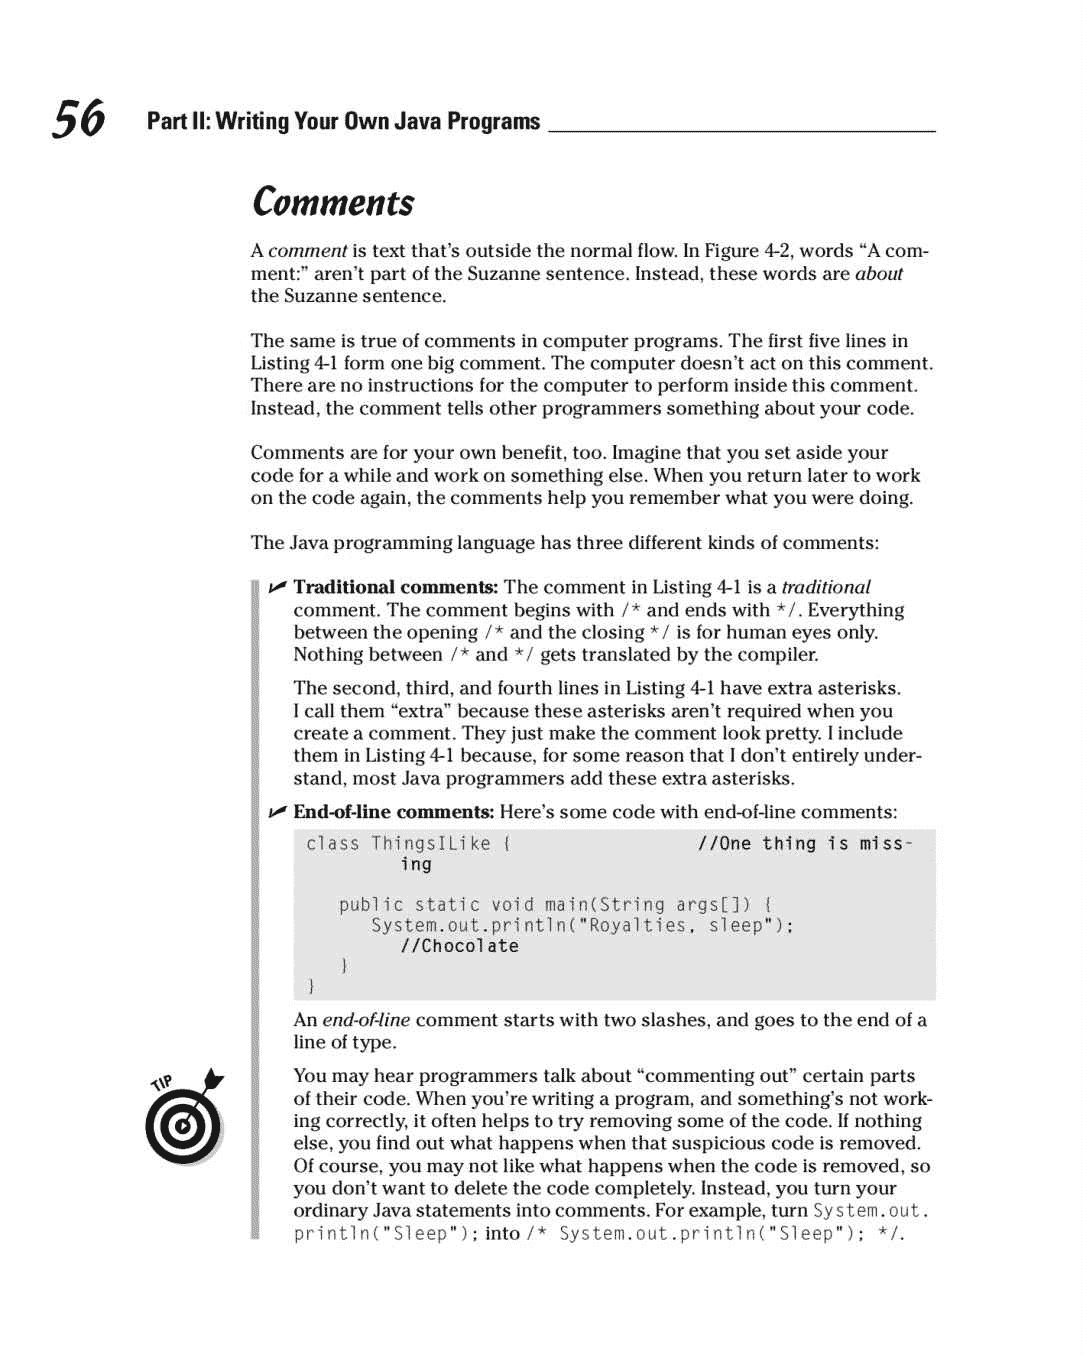 56 Part II: Writing Your Own Java Programs
Comments
A comment is text that's outside the normal flow. In Figure 4-2, words “A com-
ment:” aren't part of the Suzanne sentence. Instead, these words are about
the Suzanne sentence.
The same is true of comments in computer programs. The first five lines in
Listing 4-1 form one big comment. The computer doesn't act on this comment.
There are no instructions for the computer to perform inside this comment.
Instead, the comment tells other programmers something about your code.
Comments are for your own benefit, too. Imagine that you set aside your
code for a while and work on something else. When you return later to work
on the code again, the comments help you remember what you were doing.
The Java programming language has three different kinds of comments:
✓ Traditional comments: The comment in Listing 4-1 is a traditional
comment. The comment begins with /* and ends with */. Everything
between the opening /* and the closing */ is for human eyes only.
Nothing between /* and */ gets translated by the compiler.
The second, third, and fourth lines in Listing 4-1 have extra asterisks.
I call them “extra” because these asterisks aren't required when you
create a comment. They just make the comment look pretty. I include
them in Listing 4-1 because, for some reason that I don't entirely under-
stand, most Java programmers add these extra asterisks.
✓ End-of-line comments: Here's some code with end-of-line comments:
class ThingsILike { //One thing is miss-
ing
public static void main(String args[]) {
System.out.println("Royalties, sleep");
//Chocolate
}
}
An end-of-line comment starts with two slashes, and goes to the end of a
line of type.
TIP
You may hear programmers talk about “commenting out” certain parts
of their code. When you're writing a program, and something's not work-
ing correctly, it often helps to try removing some of the code. If nothing
else, you find out what happens when that suspicious code is removed.
Of course, you may not like what happens when the code is removed, so
you don't want to delete the code completely. Instead, you turn your
ordinary Java statements into comments. For example, turn System.out.
println("Sleep"); into /* System.out.println("Sleep"); */.